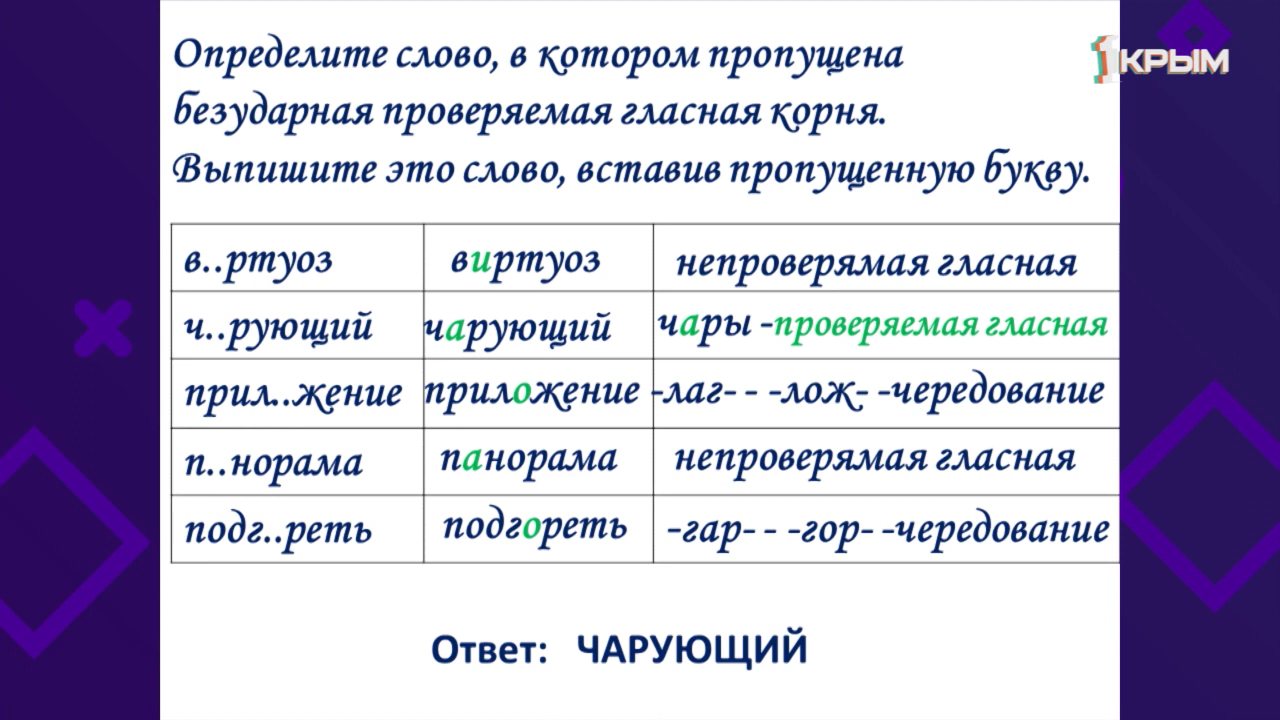 Определите слово, в котором пропущена
безударная проверяемая гласная корня.
Выпишите это слово, вставив пропущенную букву.
1 КРЫМ
в..ртуоз виртуоз непроверямая гласная
ч..рующий чарующий чары -проверяемая гласная
прил..жение приложение -лаг- - -лож- -чередование
п..норама панорама непроверямая гласная
подг..реть подгореть -гар- - -гор- -чередование
Ответ: ЧАРУЮЩИЙ